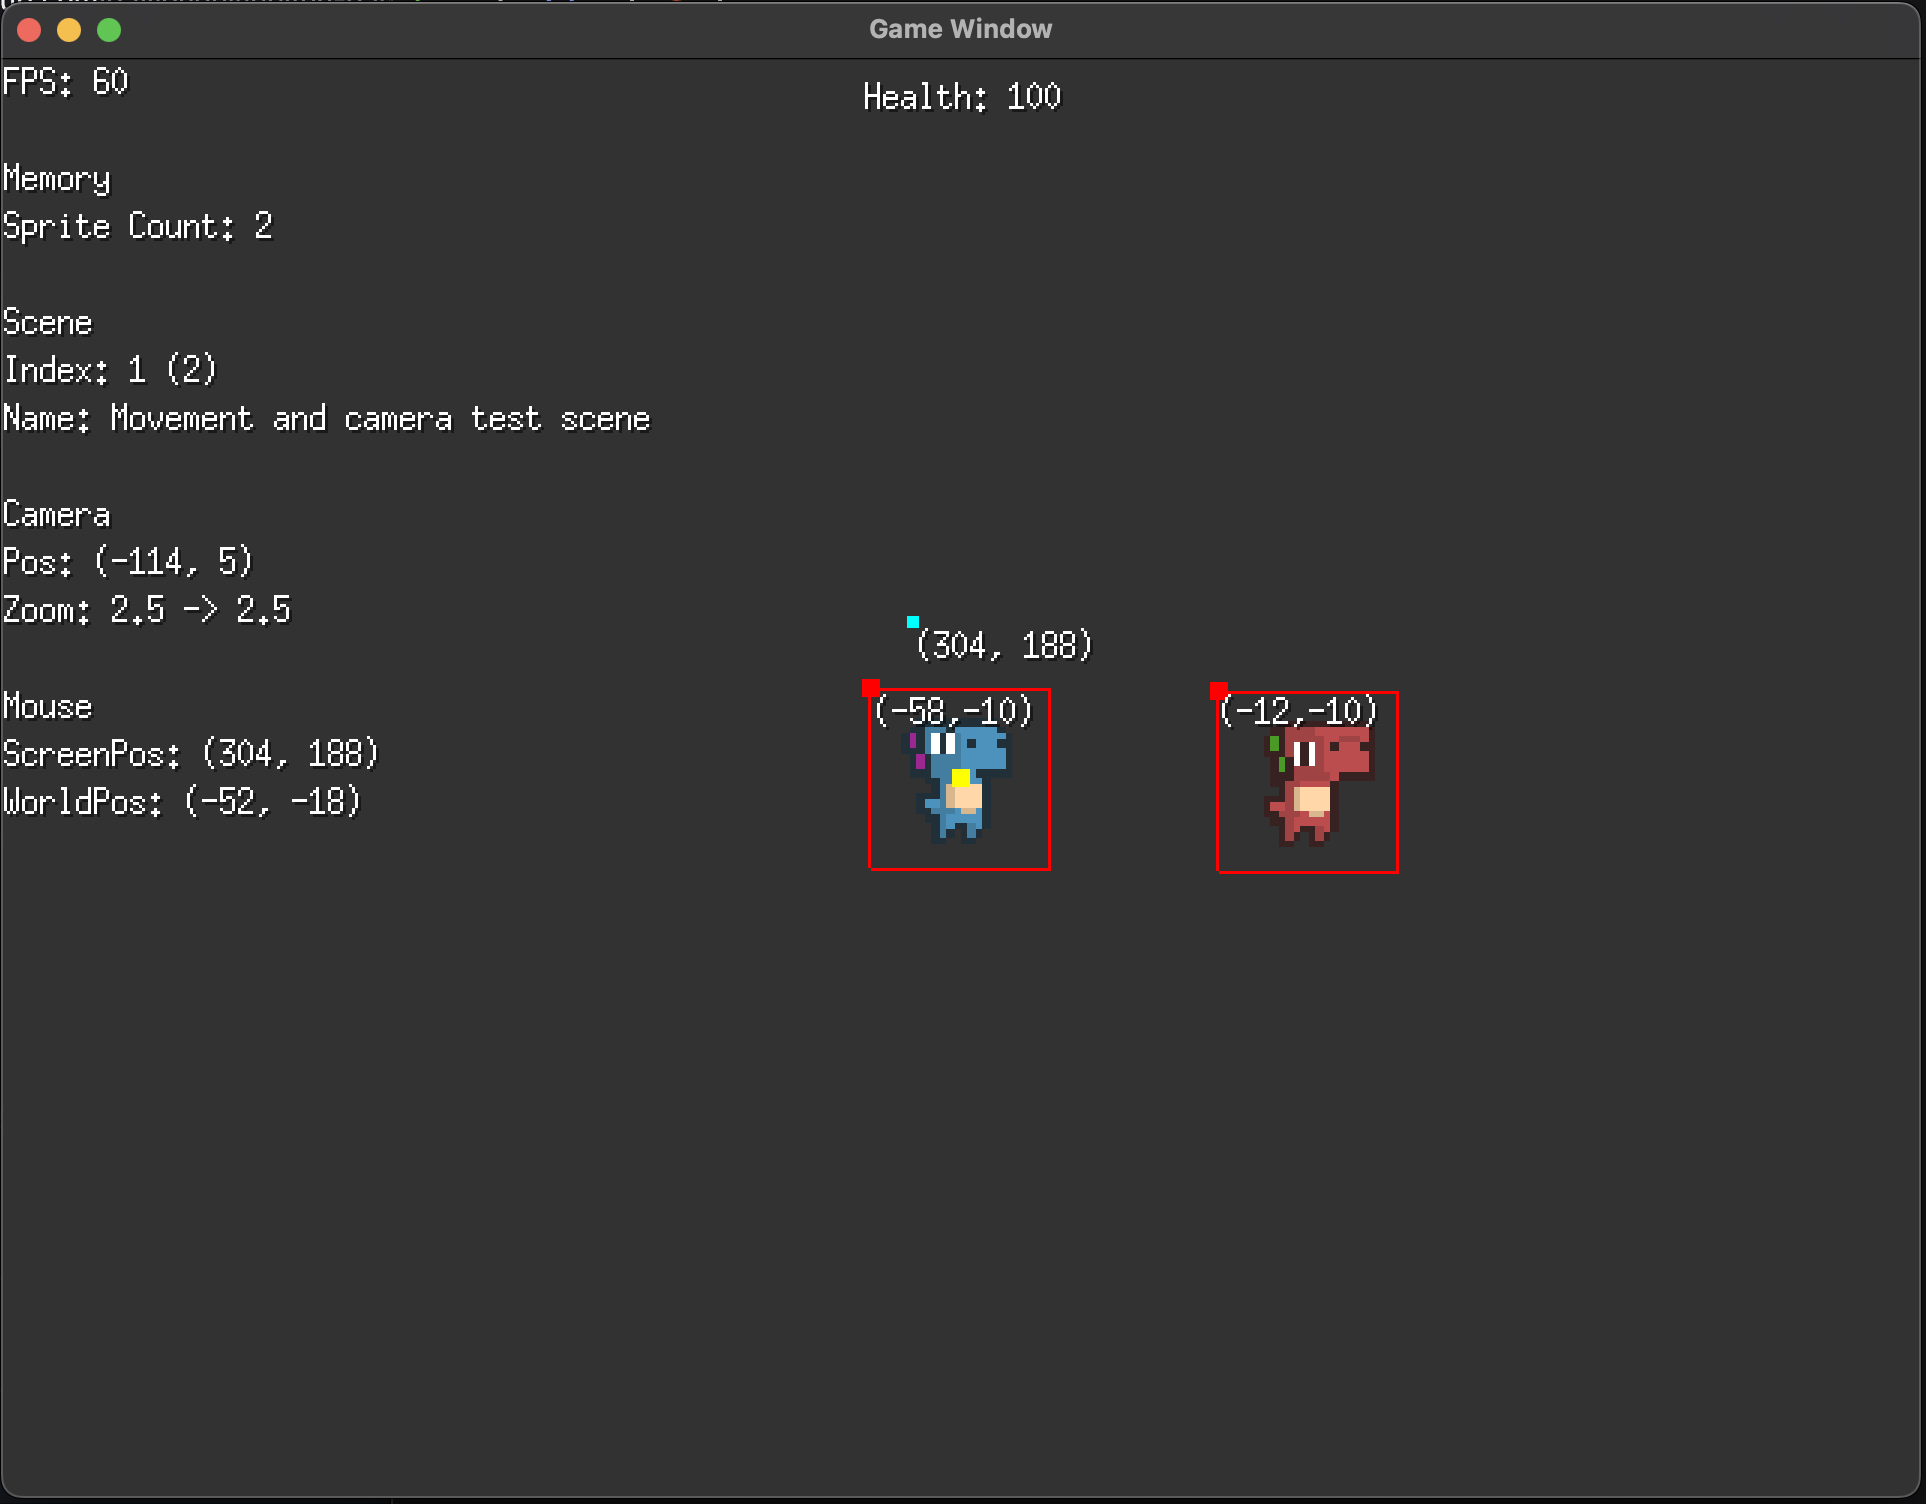 Game Window
FPS: 60
Health: 100
Memory
Sprite Count: 2
Scene
Index: 1 (2)
Name: Movement and camera test scene
Camera
Pos: (-114, 5)
Zoom: 2.5 -> 2.5
(304, 188)
Mouse
(-58,-10)
(-12,-10)
ScreenPos: (304, 188)
WorldPos: (-52, -18)